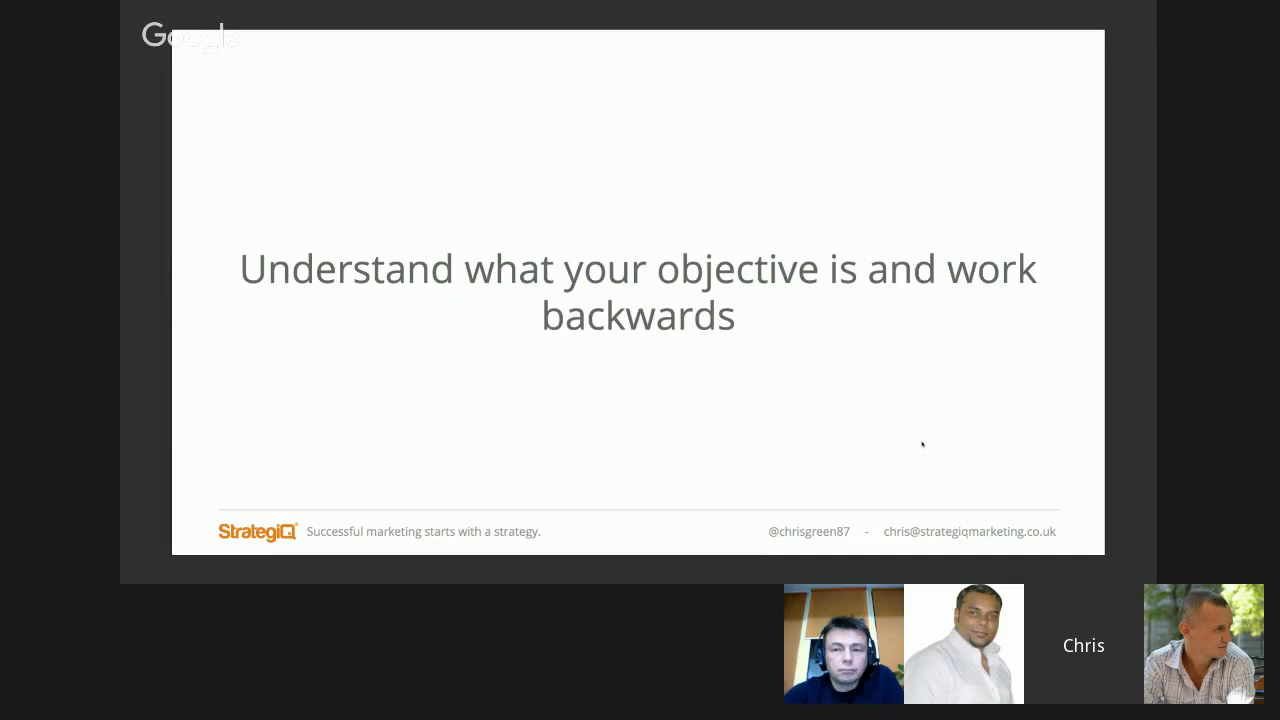 Google
Understand what your objective is and work
backwards
StrategiQ Successful marketing starts with a strategy. @chrisgreen87 - chris@strategiqmarketing.co.uk
Chris